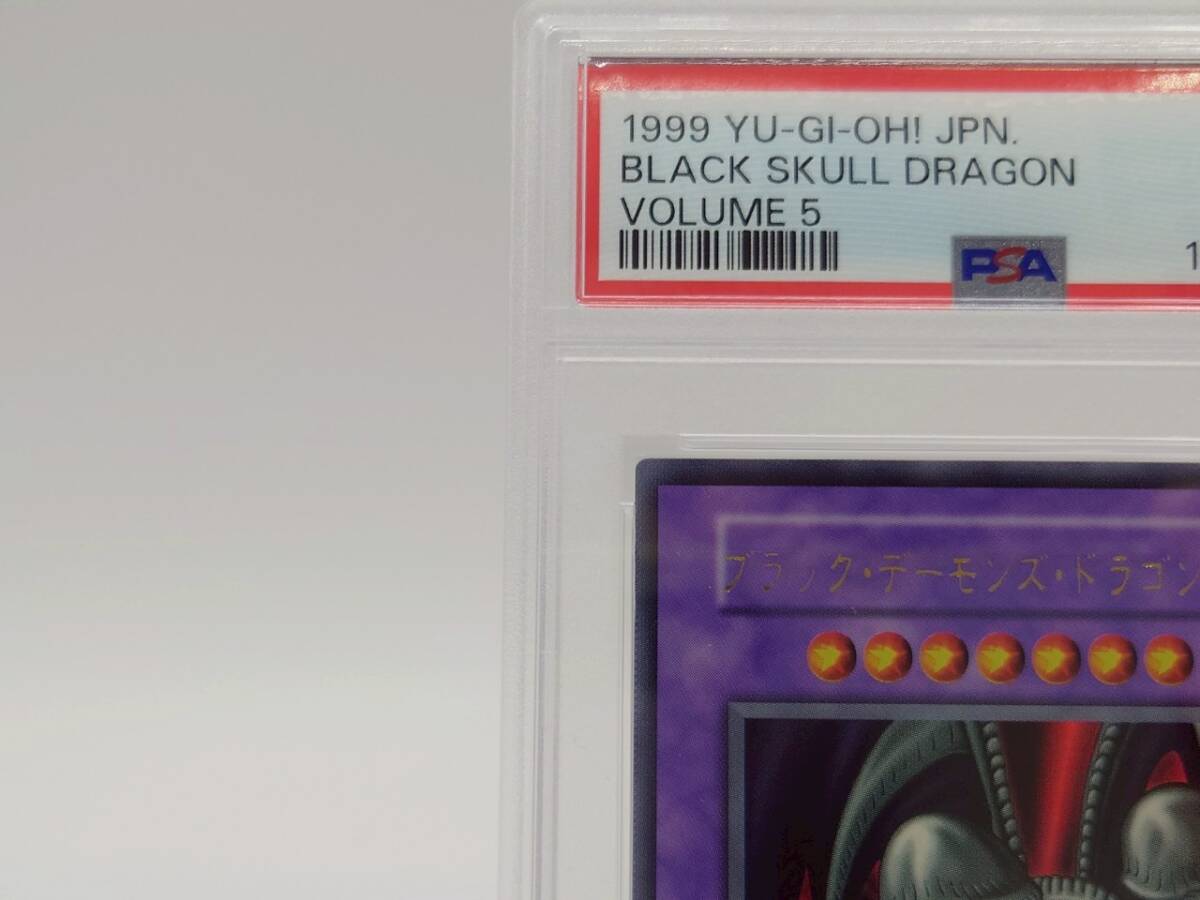 1999 YU-GI-OH! JPN.
BLACK SKULL DRAGON
VOLUME 5
PSA
ブラック・デーモンズ・ドラゴン